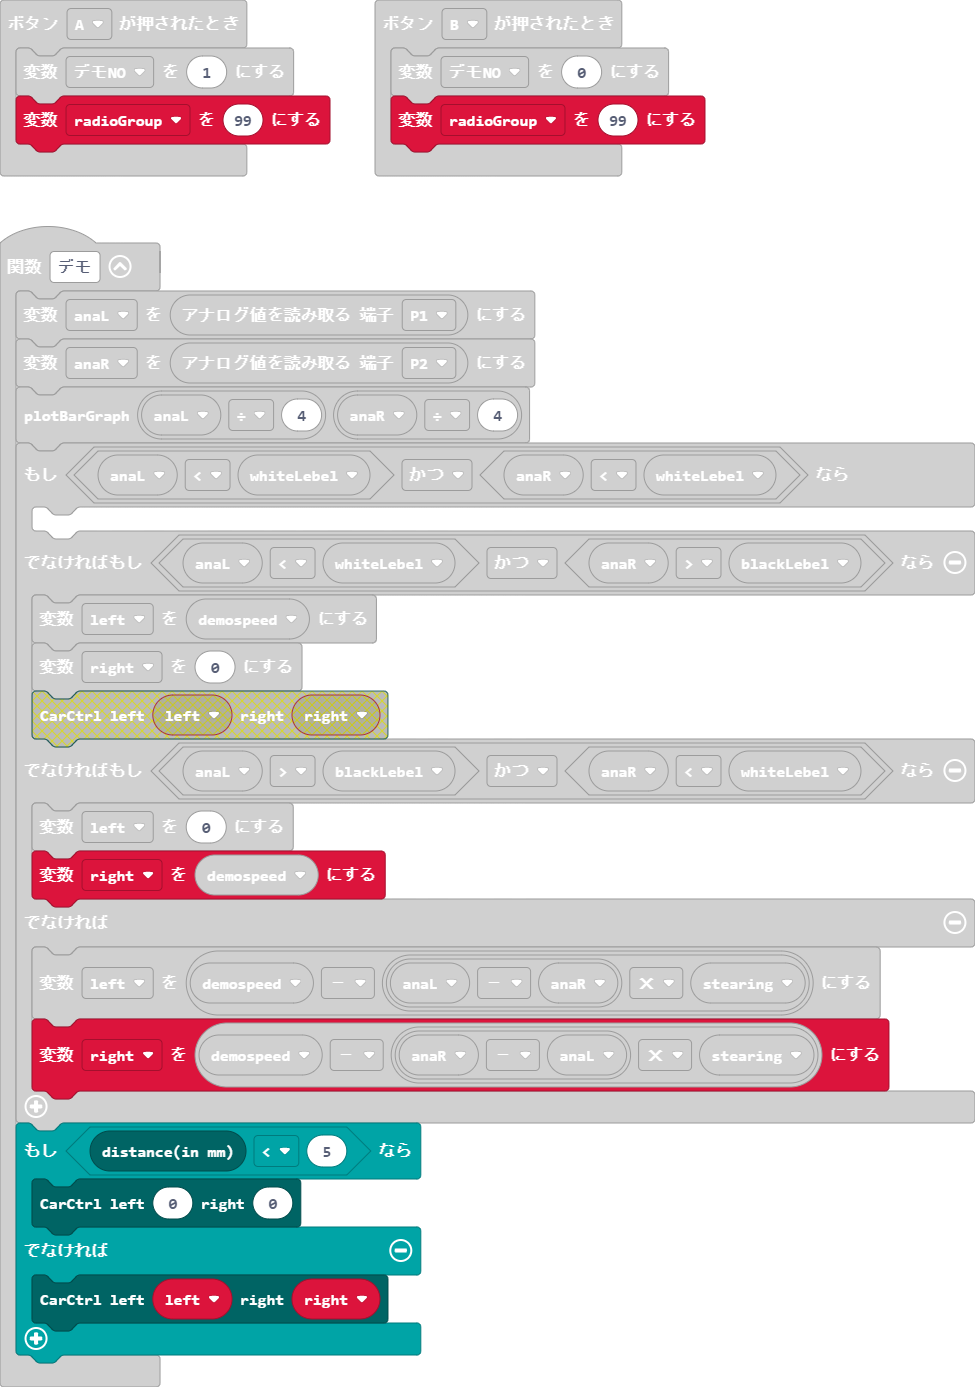 ボタン A が押されたとき
変数 デモNO を 1 にする
変数 radioGroup を 99 にする
ボタン B が押されたとき
変数 デモNO を 0 にする
変数 radioGroup を 99 にする
関数 デモ
変数 anaL を アナログ値を読み取る 端子 P1 にする
変数 anaR を アナログ値を読み取る 端子 P2 にする
plotBarGraph anaL ÷ 4 anaR ÷ 4
もし anaL < whiteLebel かつ anaR < whiteLebel なら
でなければもし anaL < whiteLebel かつ anaR > blackLebel なら
変数 left を demospeed にする
変数 right を 0 にする
CarCtrl left left right right
でなければもし anaL > blackLebel かつ anaR < whiteLebel なら
変数 left を 0 にする
変数 right を demospeed にする
でなければ
変数 left を demospeed - anaL - anaR × stearing にする
変数 right を demospeed - anaR - anaL × stearing にする
もし distance(in mm) < 5 なら
CarCtrl left 0 right 0
でなければ
CarCtrl left left right right